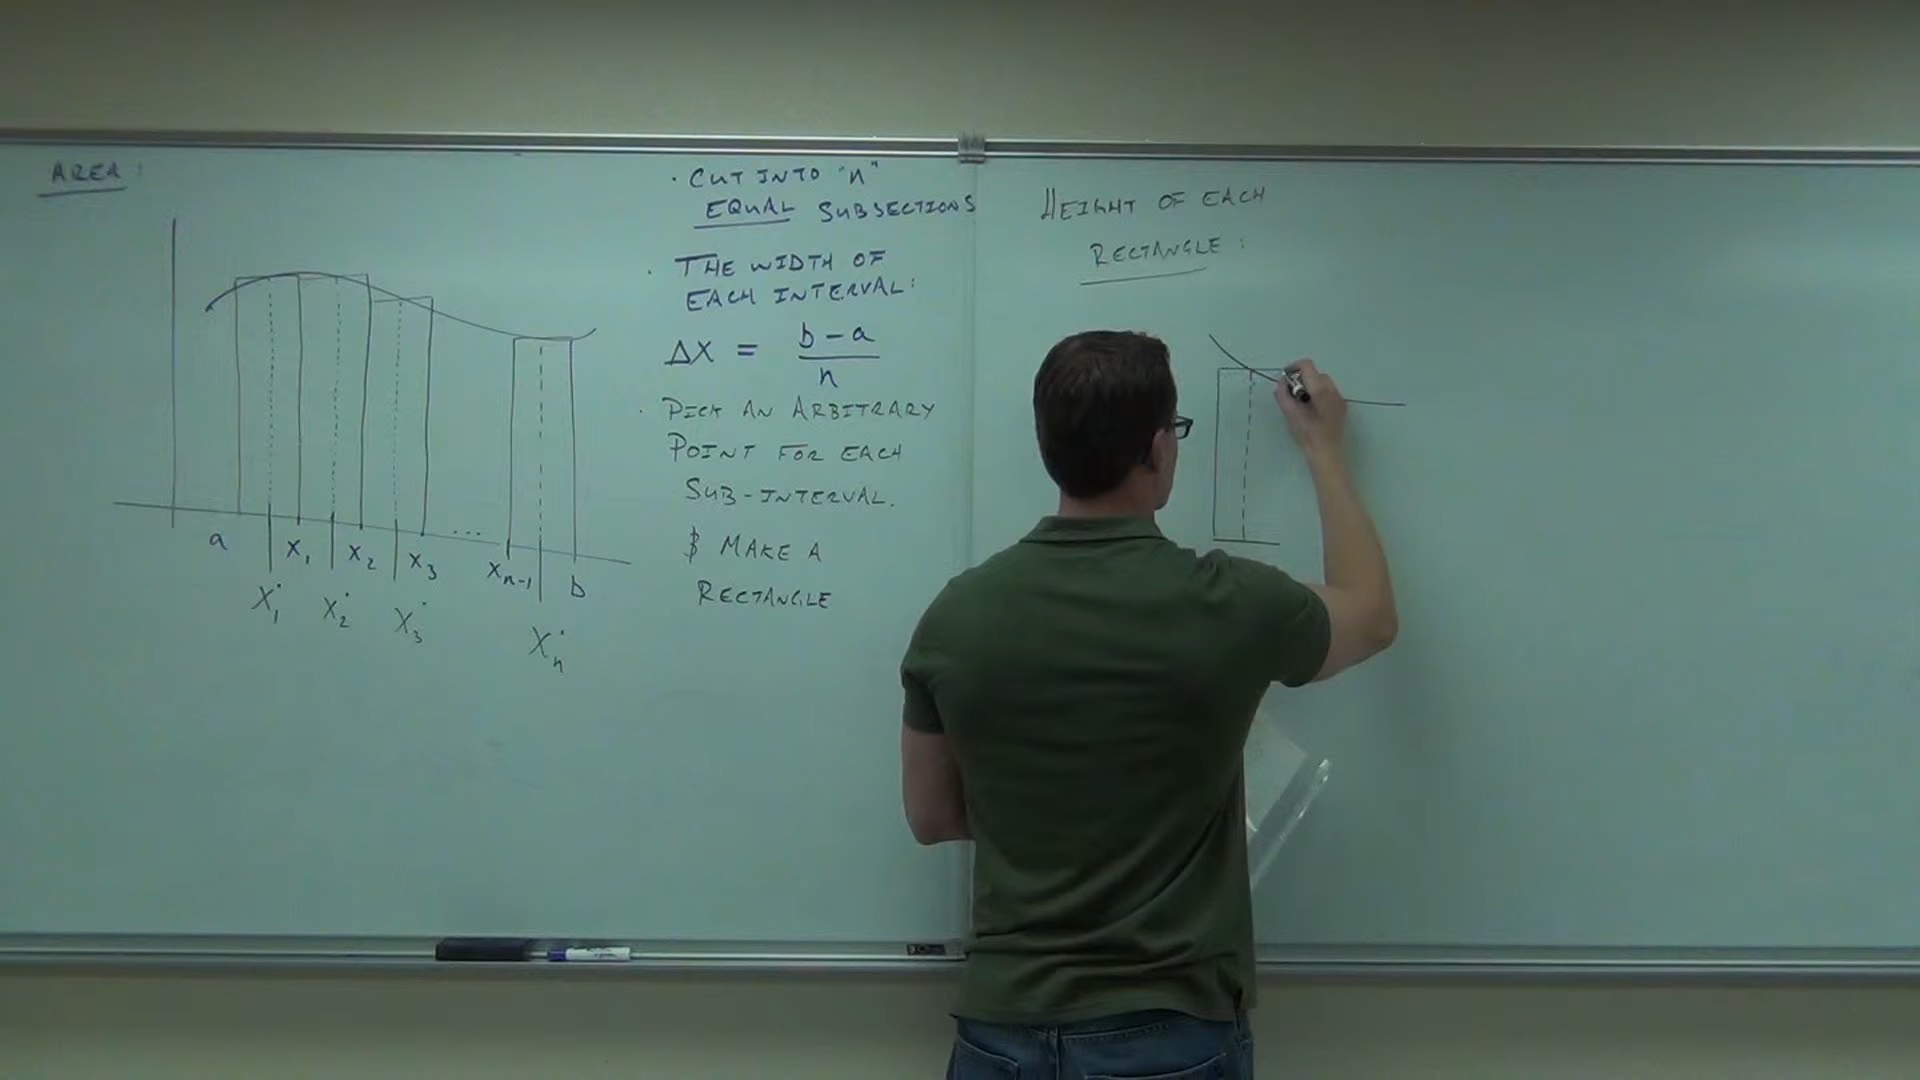 AREA:
a x₁ x₂ x₃ ... xₙ₋₁ b
X₁* X₂* X₃* Xₙ*
· CUT INTO "n"
EQUAL SUBSECTIONS
· THE WIDTH OF
EACH INTERVAL:
ΔX = b-a / n
· PICK AN ARBITRARY
POINT FOR EACH
SUB-INTERVAL.
& MAKE A
RECTANGLE
HEIGHT OF EACH
RECTANGLE: